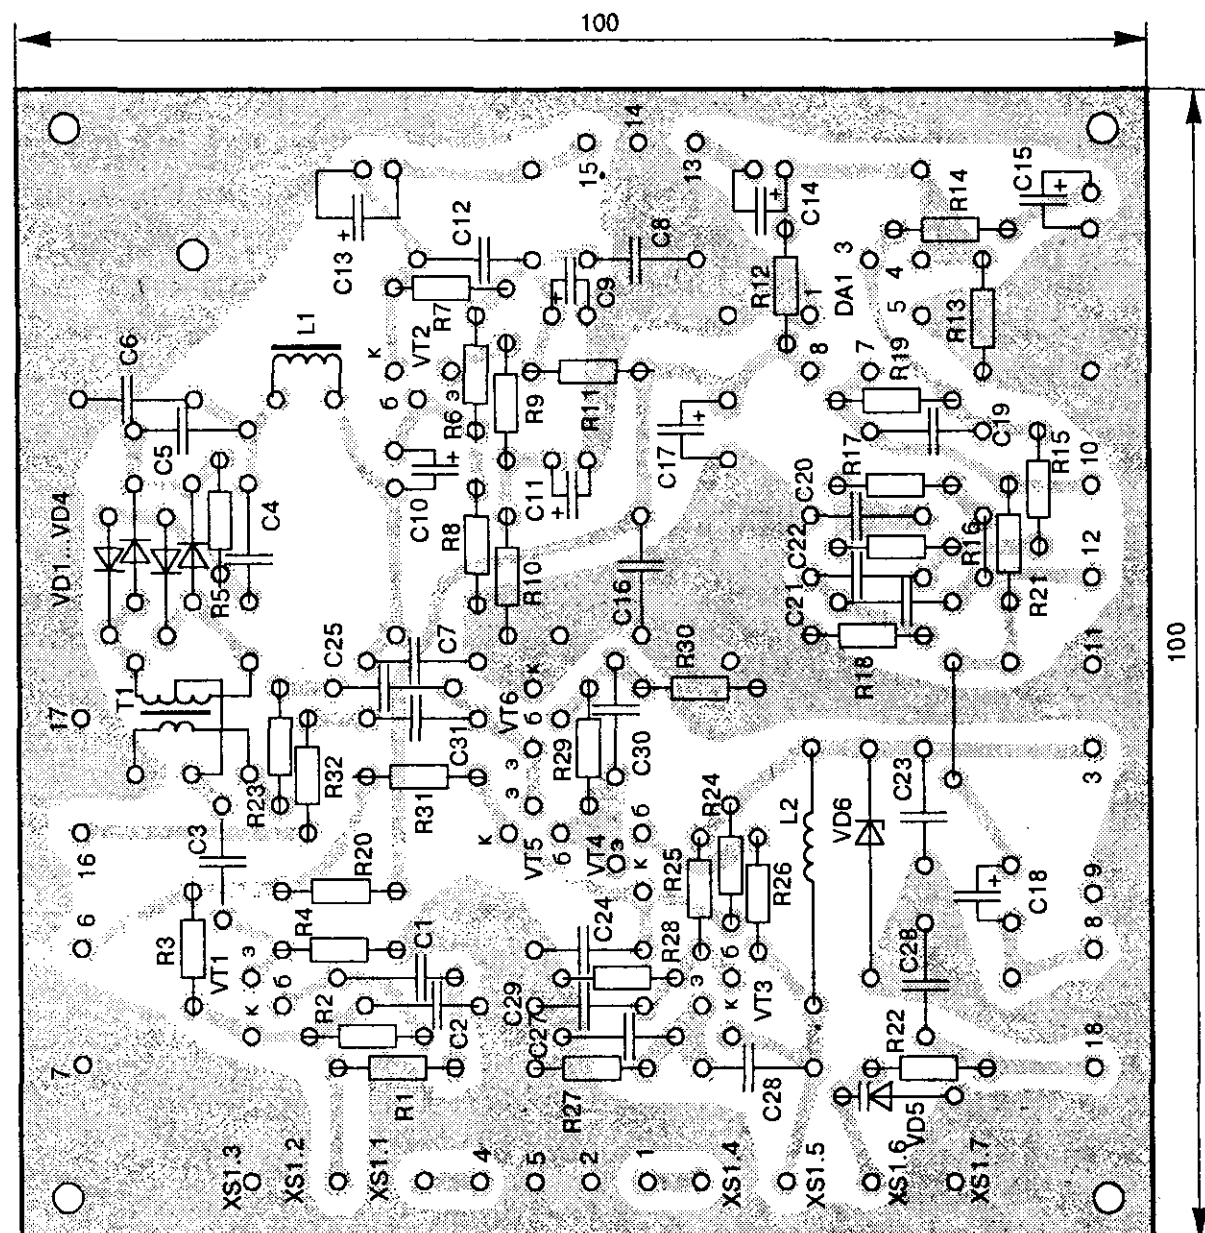 100
100
14
15
13
C15
R14
C14
C12
C8
C13
3
4
C9
R12
1
DA1
5
R13
R7
L1
VT2
к
C6
8
7
R19
б
э
R6
R9
R11
C19
C5
C17
R17
R15
10
C10
C11
C20
VD1...VD4
C4
R8
R16
C22
12
R5
R10
C16
C21
R21
C25
C7
R30
R18
11
T1
17
VT6
к
б
э
C31
R29
C30
R23
R32
R31
э
R24
L2
VD6
C23
3
C3
к
VT5
б
VT4
э
б
к
16
R20
R25
R26
9
C18
8
6
R3
VT1
R4
э
б
к
C1
C24
R28
э
б
к
VT3
C28
R2
C2
C29
C27
R22
18
7
R1
R27
C28
VD5
XS1.3
XS1.2
XS1.1
4
5
2
1
XS1.4
XS1.5
XS1.6
XS1.7